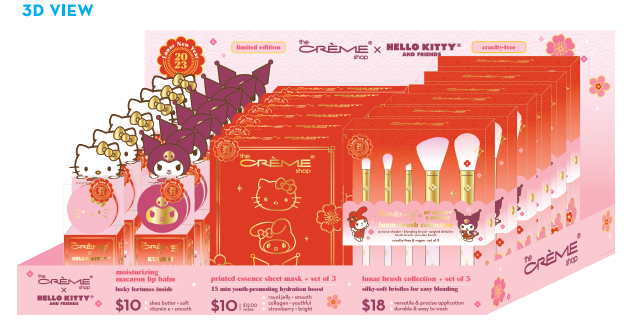 3D VIEW
Lunar New Year
2023
limited edition
the CRÈME shop
x
HELLO KITTY®
AND FRIENDS
cruelty-free
the CRÈME shop
the CRÈME shop
the CRÈME shop
x
HELLO KITTY®
AND FRIENDS
moisturizing
macaron lip balm
lucky fortunes inside
$10
shea butter • soft
vitamin e • smooth
printed essence sheet mask • set of 3
15 min youth-promoting hydration boost
$10
$12.00 value
royal jelly • smooth
collagen • youthful
strawberry • bright
lunar brush collection • set of 5
silky-soft bristles for easy blending
$18
versatile & precise application
durable & easy to wash